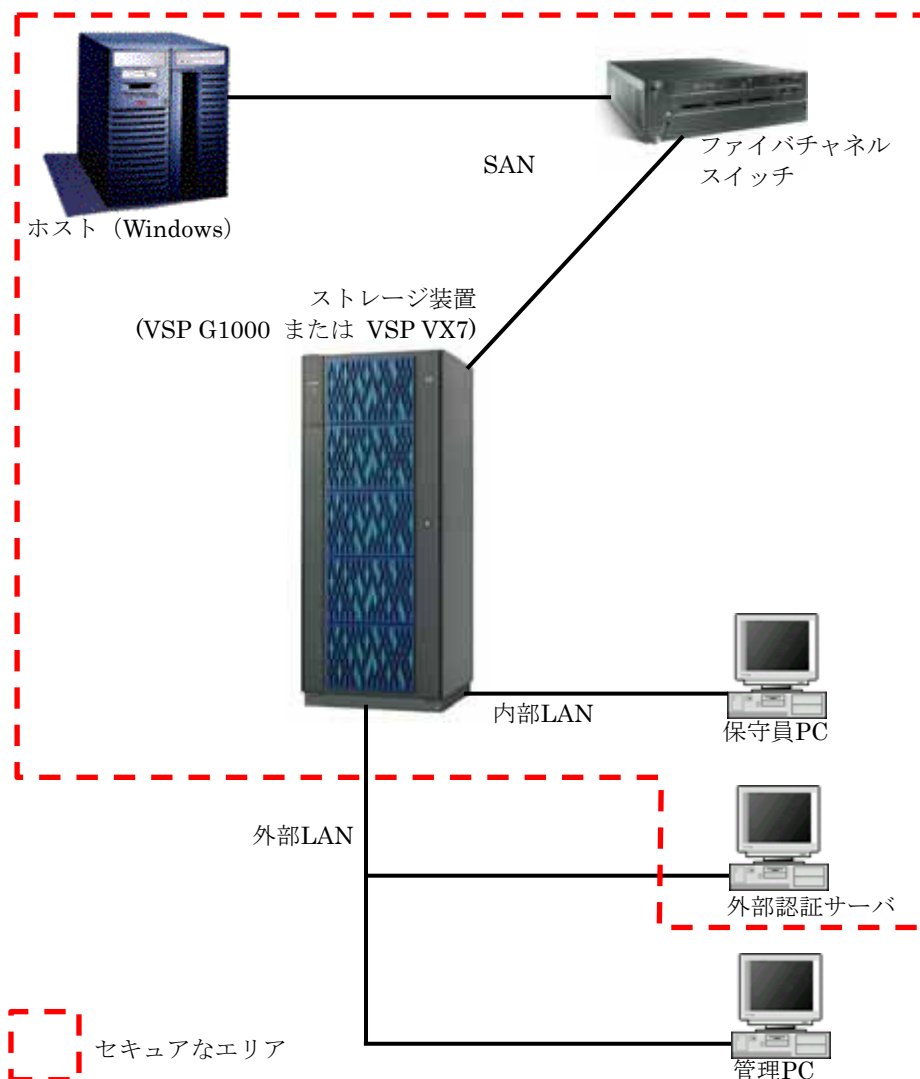 SAN
ファイバチャネル
スイッチ
ホスト（Windows）
ストレージ装置
(VSP G1000 または VSP VX7)
内部LAN
保守員PC
外部LAN
外部認証サーバ
セキュアなエリア
管理PC